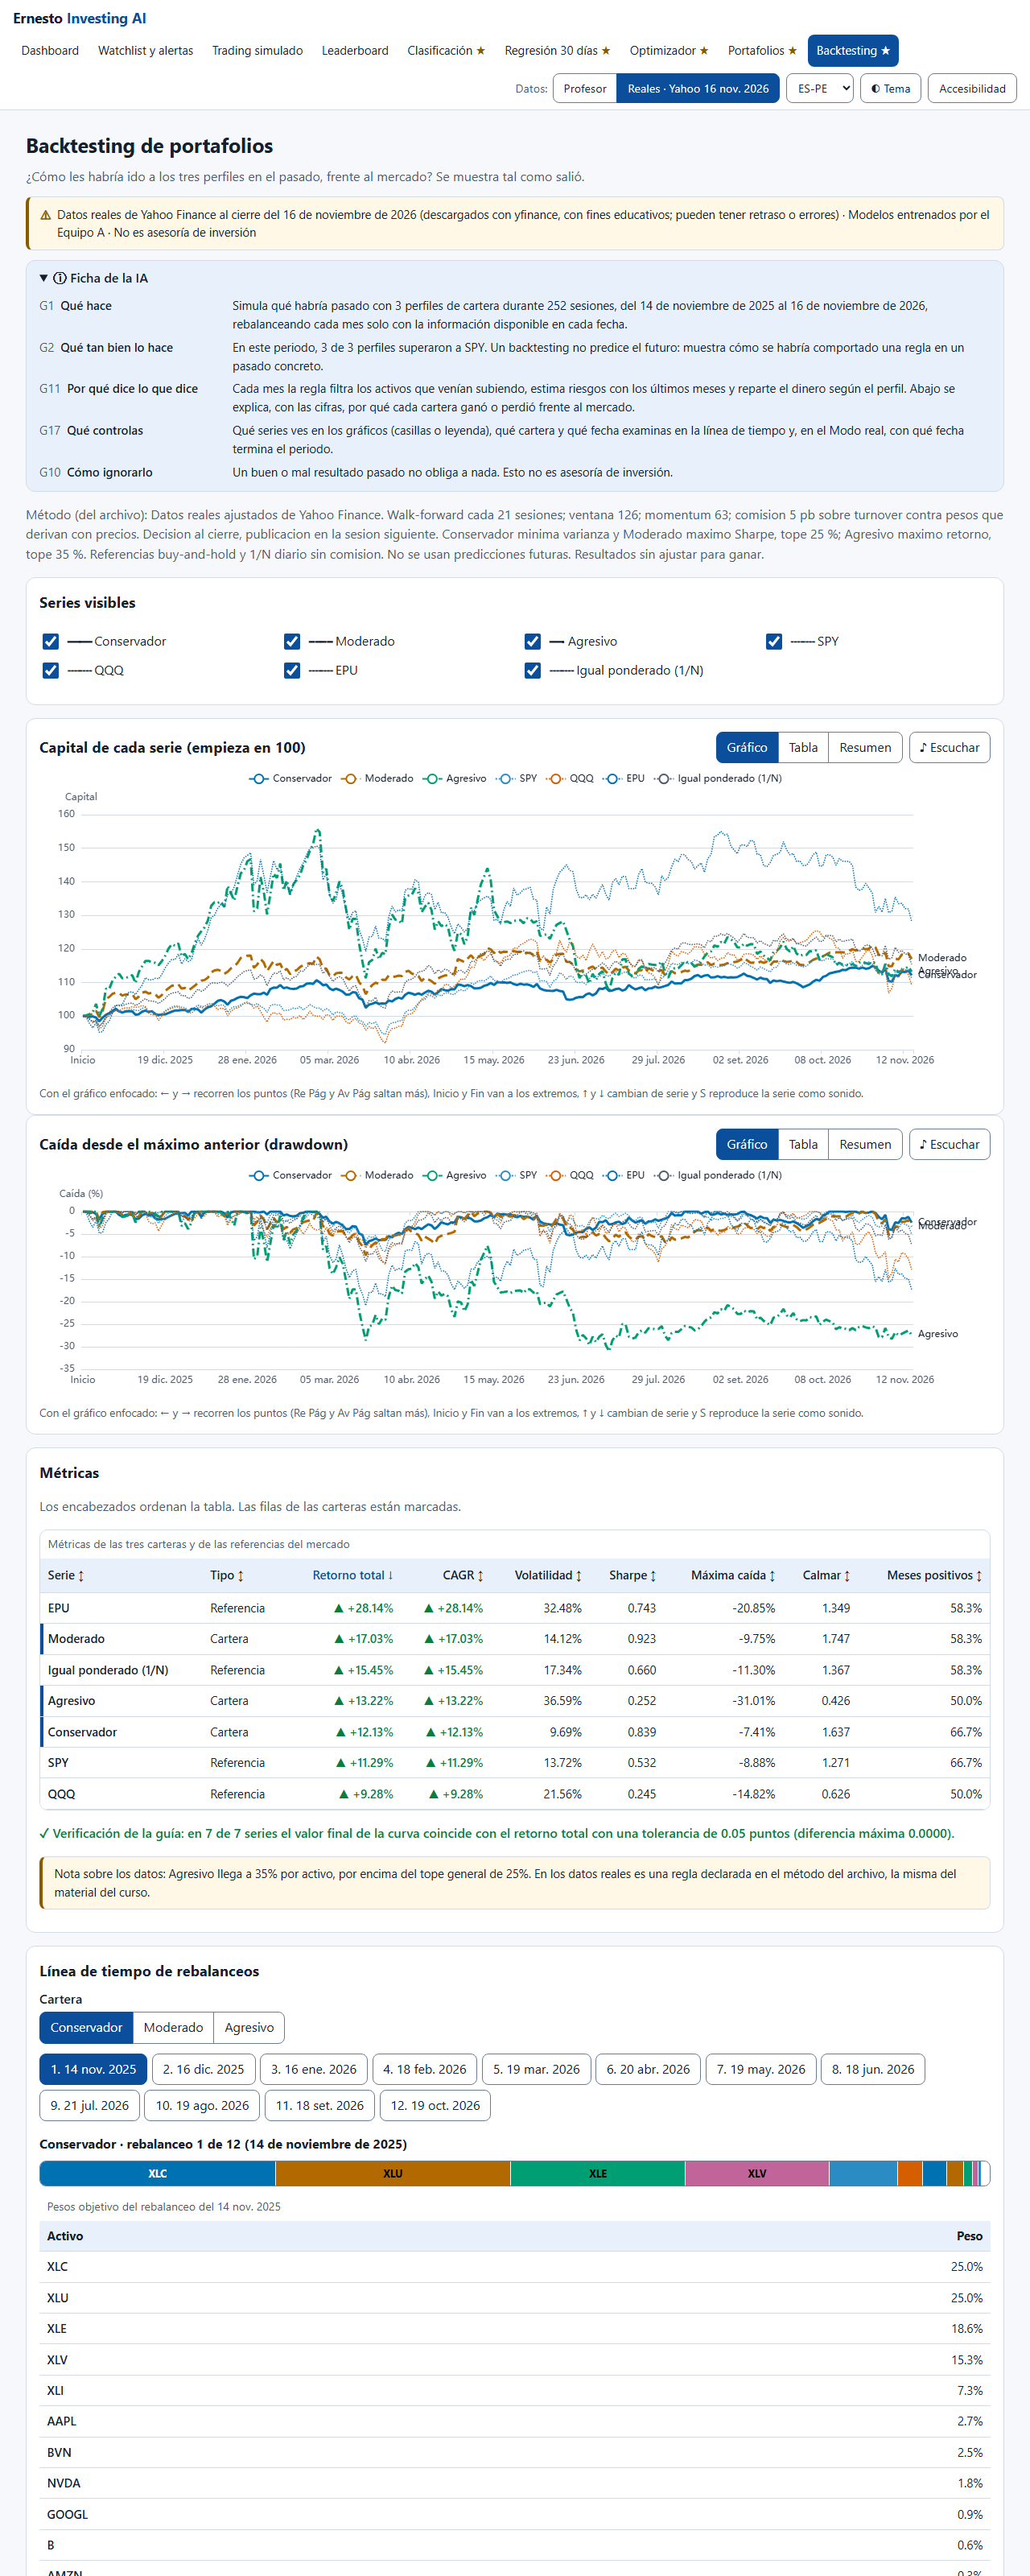 Ernesto Investing AI
Dashboard Watchlist y alertas Trading simulado Leaderboard Clasificación ★ Regresión 30 días ★ Optimizador ★ Portafolios ★ Backtesting ★
Datos: Profesor Reales · Yahoo 16 nov. 2026 ES-PE ◐ Tema Accesibilidad
Backtesting de portafolios
¿Cómo les habría ido a los tres perfiles en el pasado, frente al mercado? Se muestra tal como salió.
⚠ Datos reales de Yahoo Finance al cierre del 16 de noviembre de 2026 (descargados con yfinance, con fines educativos; pueden tener retraso o errores) · Modelos entrenados por el
Equipo A · No es asesoría de inversión
▼ ⓘ Ficha de la IA
G1 Qué hace Simula qué habría pasado con 3 perfiles de cartera durante 252 sesiones, del 14 de noviembre de 2025 al 16 de noviembre de 2026,
rebalanceando cada mes solo con la información disponible en cada fecha.
G2 Qué tan bien lo hace En este periodo, 3 de 3 perfiles superaron a SPY. Un backtesting no predice el futuro: muestra cómo se habría comportado una regla en un
pasado concreto.
G11 Por qué dice lo que dice Cada mes la regla filtra los activos que venían subiendo, estima riesgos con los últimos meses y reparte el dinero según el perfil. Abajo se
explica, con las cifras, por qué cada cartera ganó o perdió frente al mercado.
G17 Qué controlas Qué series ves en los gráficos (casillas o leyenda), qué cartera y qué fecha examinas en la línea de tiempo y, en el Modo real, con qué fecha
termina el periodo.
G10 Cómo ignorarlo Un buen o mal resultado pasado no obliga a nada. Esto no es asesoría de inversión.
Método (del archivo): Datos reales ajustados de Yahoo Finance. Walk-forward cada 21 sesiones; ventana 126; momentum 63; comision 5 pb sobre turnover contra pesos que
derivan con precios. Decision al cierre, publicacion en la sesion siguiente. Conservador minima varianza y Moderado maximo Sharpe, tope 25 %; Agresivo maximo retorno,
tope 35 %. Referencias buy-and-hold y 1/N diario sin comision. No se usan predicciones futuras. Resultados sin ajustar para ganar.
Series visibles
Conservador Moderado Agresivo SPY
QQQ EPU Igual ponderado (1/N)
Capital de cada serie (empieza en 100) Gráfico Tabla Resumen ♪ Escuchar
Conservador Moderado Agresivo SPY QQQ EPU Igual ponderado (1/N)
Capital
160
150
140
130
120
110
100
90
Moderado
Agresivo
Conservador
Inicio 19 dic. 2025 28 ene. 2026 05 mar. 2026 10 abr. 2026 15 may. 2026 23 jun. 2026 29 jul. 2026 02 set. 2026 08 oct. 2026 12 nov. 2026
Con el gráfico enfocado: ← y → recorren los puntos (Re Pág y Av Pág saltan más), Inicio y Fin van a los extremos, ↑ y ↓ cambian de serie y S reproduce la serie como sonido.
Caída desde el máximo anterior (drawdown) Gráfico Tabla Resumen ♪ Escuchar
Conservador Moderado Agresivo SPY QQQ EPU Igual ponderado (1/N)
Caída (%)
0
-5
-10
-15
-20
-25
-30
-35
Conservador
Moderado
Agresivo
Inicio 19 dic. 2025 28 ene. 2026 05 mar. 2026 10 abr. 2026 15 may. 2026 23 jun. 2026 29 jul. 2026 02 set. 2026 08 oct. 2026 12 nov. 2026
Con el gráfico enfocado: ← y → recorren los puntos (Re Pág y Av Pág saltan más), Inicio y Fin van a los extremos, ↑ y ↓ cambian de serie y S reproduce la serie como sonido.
Métricas
Los encabezados ordenan la tabla. Las filas de las carteras están marcadas.
Métricas de las tres carteras y de las referencias del mercado
Serie ↕ Tipo ↕ Retorno total ↓ CAGR ↕ Volatilidad ↕ Sharpe ↕ Máxima caída ↕ Calmar ↕ Meses positivos ↕
EPU Referencia ▲ +28.14% ▲ +28.14% 32.48% 0.743 -20.85% 1.349 58.3%
Moderado Cartera ▲ +17.03% ▲ +17.03% 14.12% 0.923 -9.75% 1.747 58.3%
Igual ponderado (1/N) Referencia ▲ +15.45% ▲ +15.45% 17.34% 0.660 -11.30% 1.367 58.3%
Agresivo Cartera ▲ +13.22% ▲ +13.22% 36.59% 0.252 -31.01% 0.426 50.0%
Conservador Cartera ▲ +12.13% ▲ +12.13% 9.69% 0.839 -7.41% 1.637 66.7%
SPY Referencia ▲ +11.29% ▲ +11.29% 13.72% 0.532 -8.88% 1.271 66.7%
QQQ Referencia ▲ +9.28% ▲ +9.28% 21.56% 0.245 -14.82% 0.626 50.0%
✓ Verificación de la guía: en 7 de 7 series el valor final de la curva coincide con el retorno total con una tolerancia de 0.05 puntos (diferencia máxima 0.0000).
Nota sobre los datos: Agresivo llega a 35% por activo, por encima del tope general de 25%. En los datos reales es una regla declarada en el método del archivo, la misma del
material del curso.
Línea de tiempo de rebalanceos
Cartera
Conservador Moderado Agresivo
1. 14 nov. 2025 2. 16 dic. 2025 3. 16 ene. 2026 4. 18 feb. 2026 5. 19 mar. 2026 6. 20 abr. 2026 7. 19 may. 2026 8. 18 jun. 2026
9. 21 jul. 2026 10. 19 ago. 2026 11. 18 set. 2026 12. 19 oct. 2026
Conservador · rebalanceo 1 de 12 (14 de noviembre de 2025)
XLC XLU XLE XLV
Pesos objetivo del rebalanceo del 14 nov. 2025
Activo Peso
XLC 25.0%
XLU 25.0%
XLE 18.6%
XLV 15.3%
XLI 7.3%
AAPL 2.7%
BVN 2.5%
NVDA 1.8%
GOOGL 0.9%
B 0.6%
AMZN 0.3%